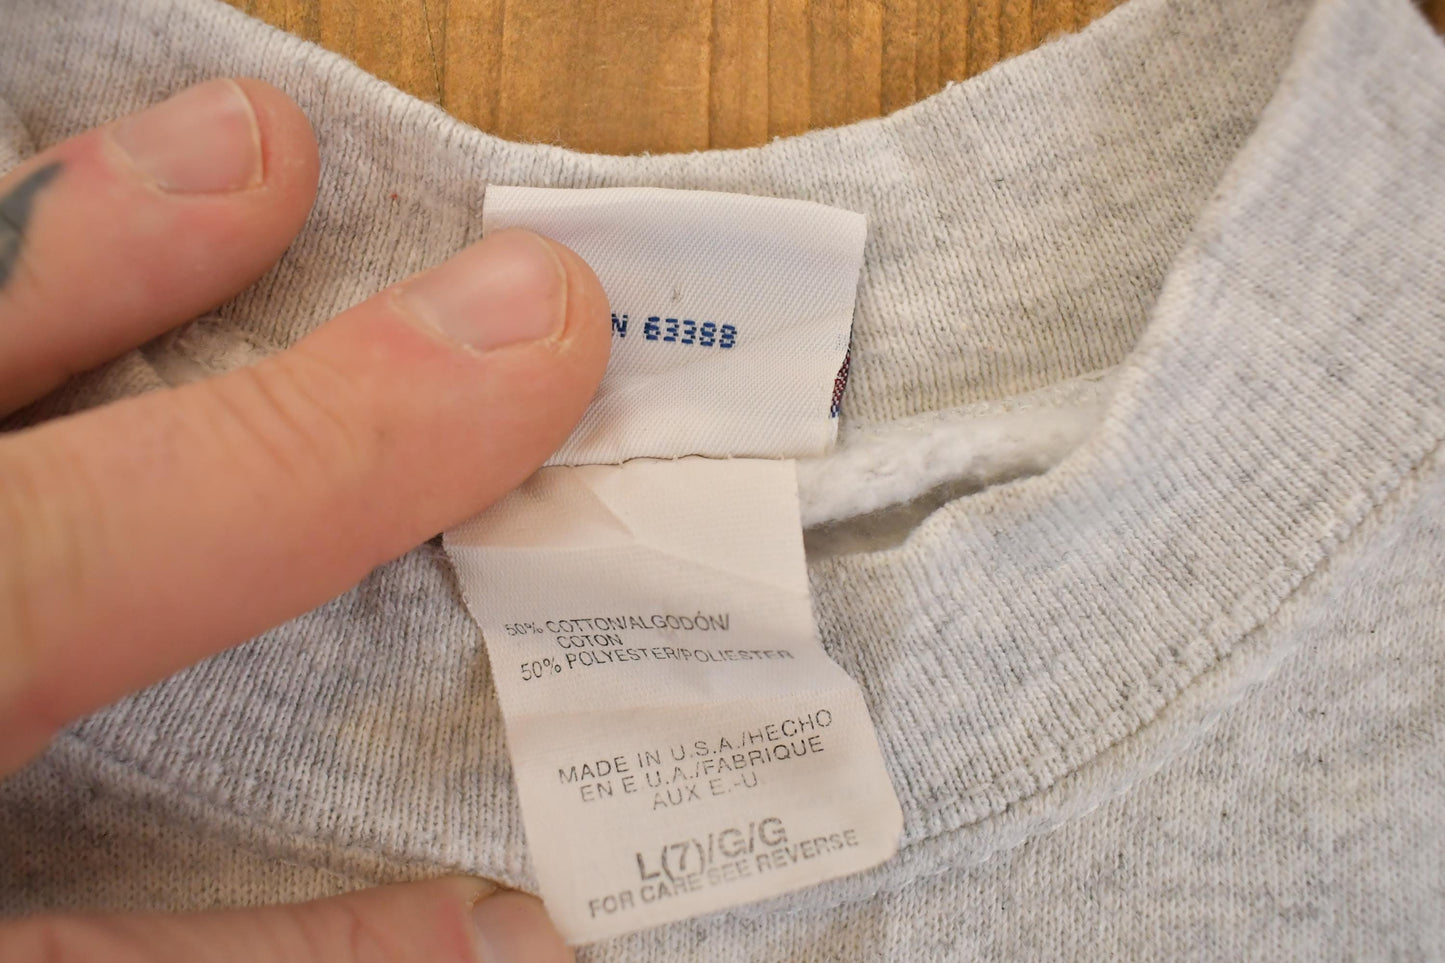 N 63388
50% COTTON/ALGODÓN/
COTON
50% POLYESTER/POLIESTER
MADE IN U.S.A./HECHO
EN E U.A./FABRIQUE
AUX E.-U.
L(7)/G/G
FOR CARE SEE REVERSE